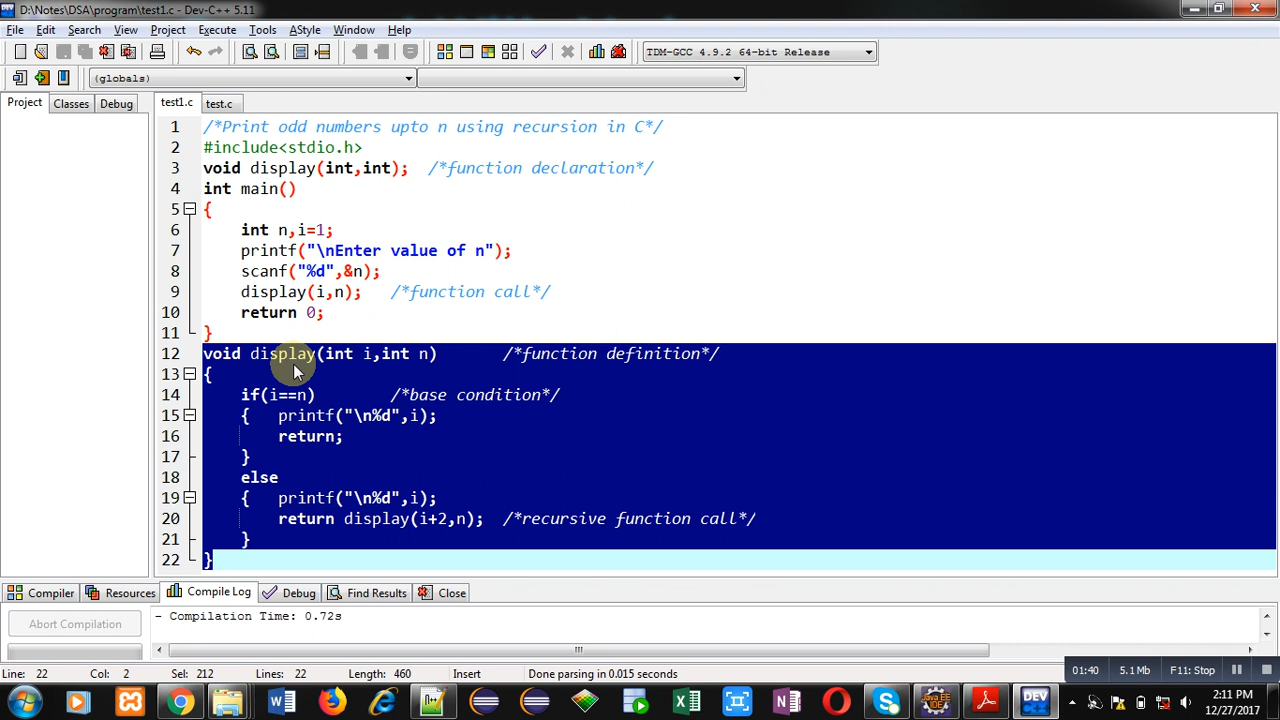 D:\Notes\DSA\program\test1.c - Dev-C++ 5.11
File Edit Search View Project Execute Tools AStyle Window Help
TDM-GCC 4.9.2 64-bit Release
(globals)
Project Classes Debug test1.c test.c
1 /*Print odd numbers upto n using recursion in C*/
2 #include<stdio.h>
3 void display(int,int); /*function declaration*/
4 int main()
5 {
6 int n,i=1;
7 printf("\nEnter value of n");
8 scanf("%d",&n);
9 display(i,n); /*function call*/
10 return 0;
11 }
12 void display(int i,int n) /*function definition*/
13 {
14 if(i==n) /*base condition*/
15 { printf("\n%d",i);
16 return;
17 }
18 else
19 { printf("\n%d",i);
20 return display(i+2,n); /*recursive function call*/
21 }
22 }
Compiler Resources Compile Log Debug Find Results Close
Abort Compilation
- Compilation Time: 0.72s
Line: 22 Col: 2 Sel: 212 Lines: 22 Length: 460 Insert Done parsing in 0.015 seconds
01:40 5.1 Mb F11: Stop
DEV
2:11 PM
12/27/2017